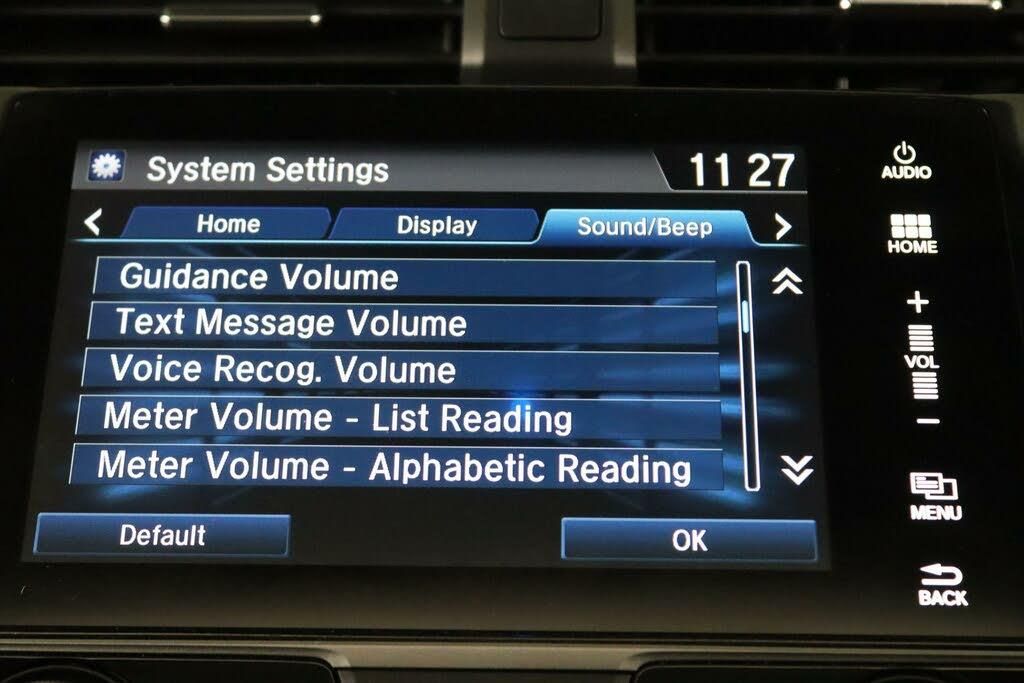 System Settings
11 27
Home
Display
Sound/Beep
Guidance Volume
Text Message Volume
Voice Recog. Volume
Meter Volume - List Reading
Meter Volume - Alphabetic Reading
Default
OK
AUDIO
HOME
+
VOL
−
MENU
BACK